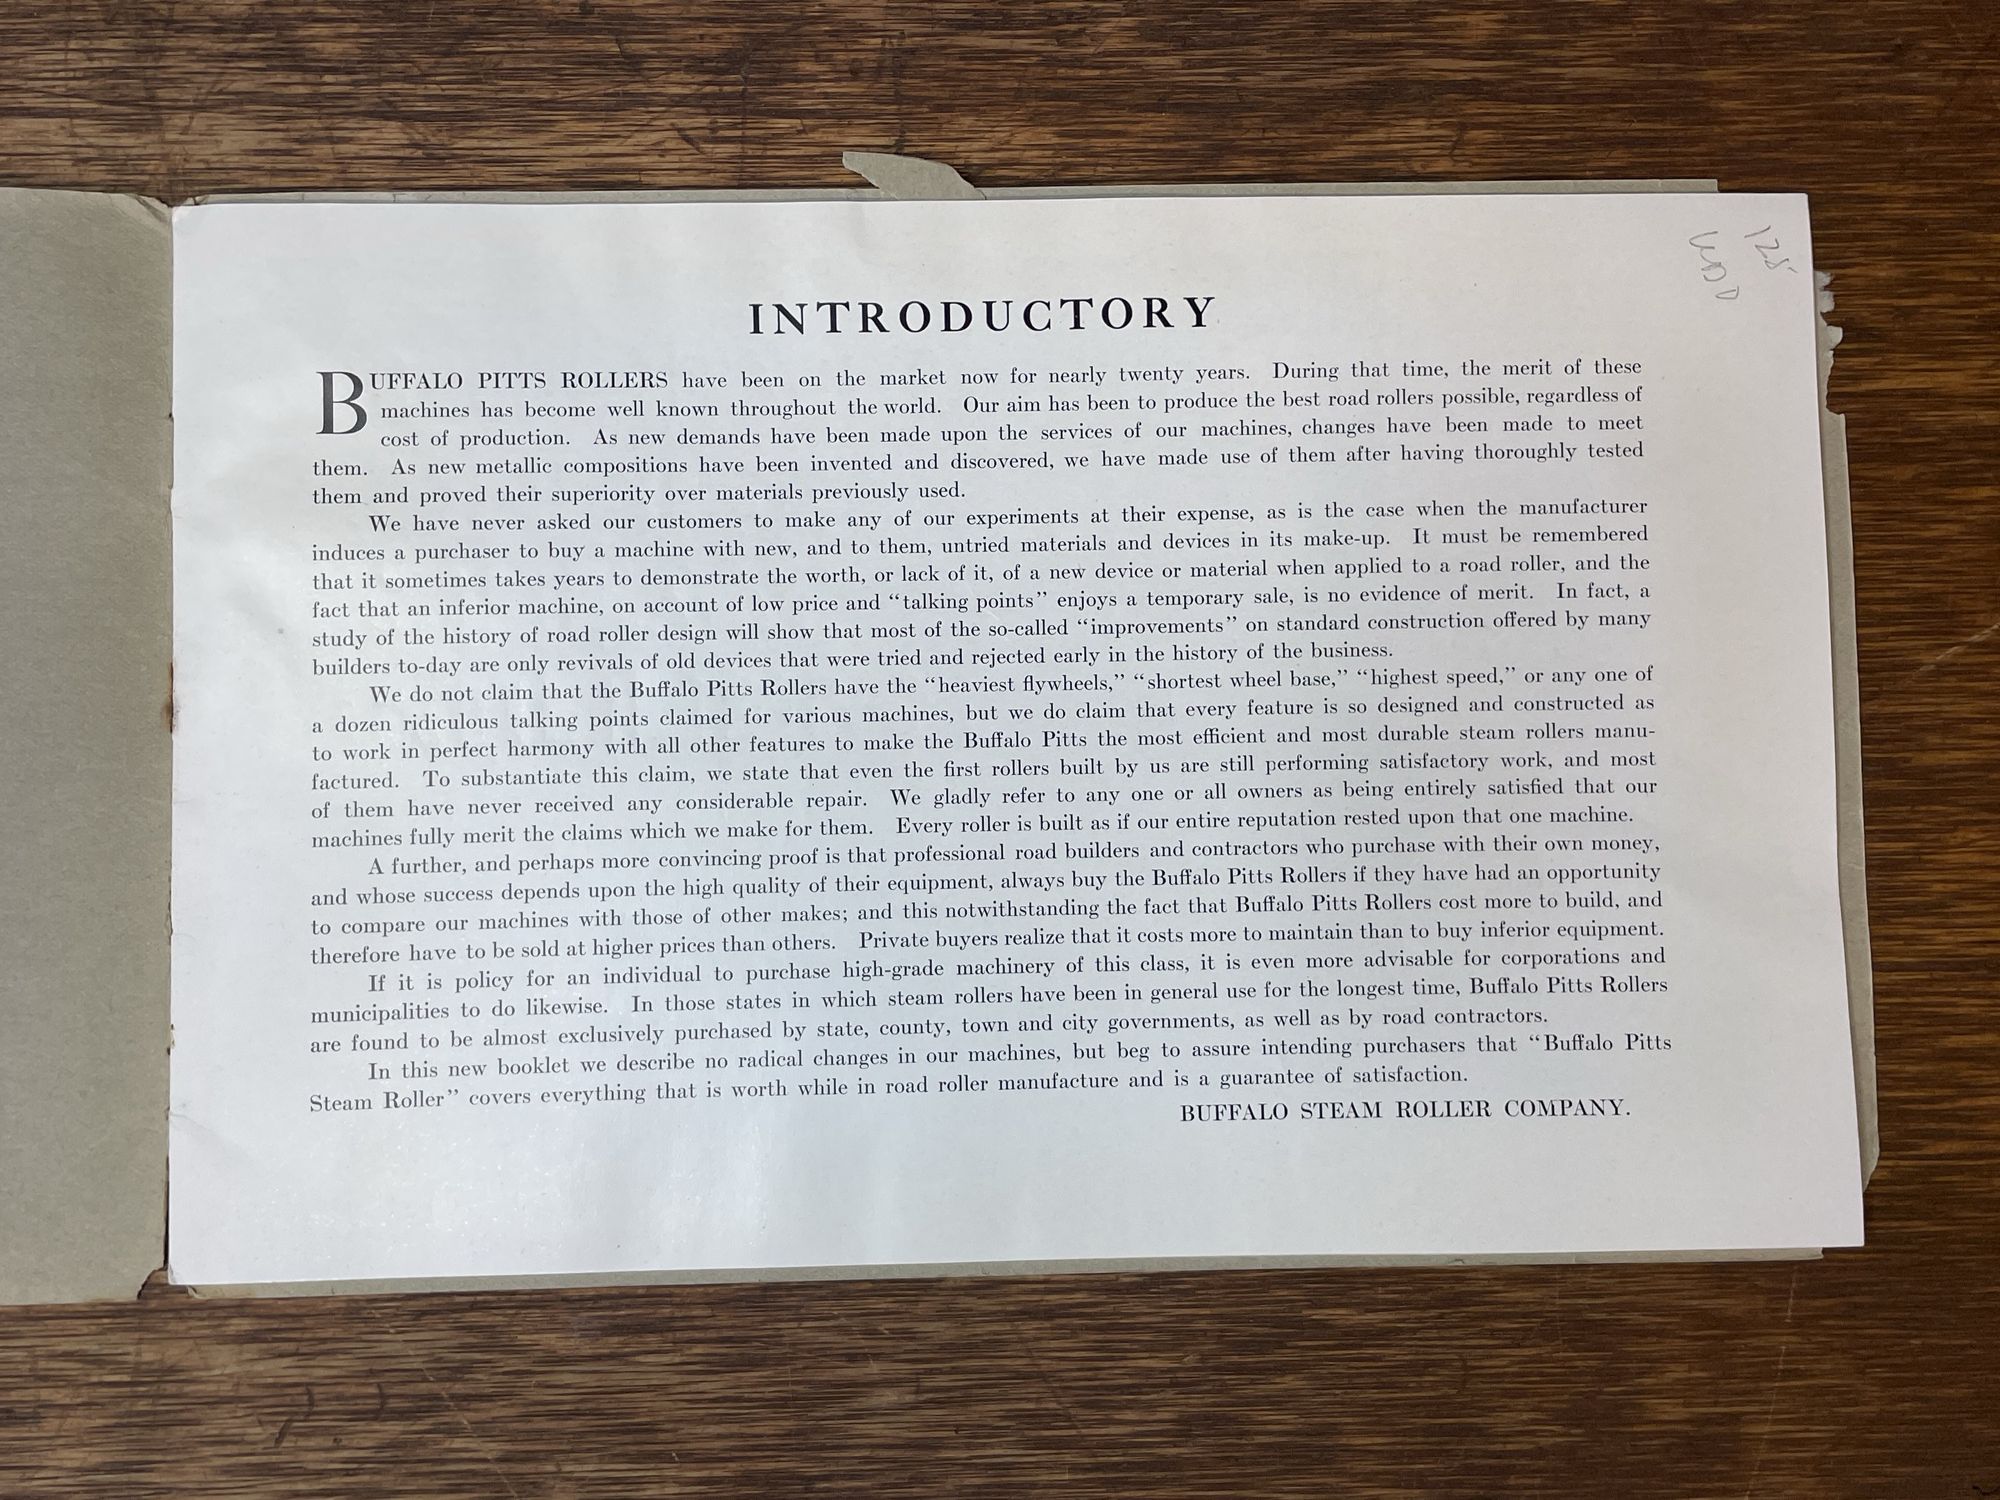 125
INTRODUCTORY
BUFFALO PITTS ROLLERS have been on the market now for nearly twenty years. During that time, the merit of these
machines has become well known throughout the world. Our aim has been to produce the best road rollers possible, regardless of
cost of production. As new demands have been made upon the services of our machines, changes have been made to meet
them. As new metallic compositions have been invented and discovered, we have made use of them after having thoroughly tested
them and proved their superiority over materials previously used.
We have never asked our customers to make any of our experiments at their expense, as is the case when the manufacturer
induces a purchaser to buy a machine with new, and to them, untried materials and devices in its make-up. It must be remembered
that it sometimes takes years to demonstrate the worth, or lack of it, of a new device or material when applied to a road roller, and the
fact that an inferior machine, on account of low price and “talking points” enjoys a temporary sale, is no evidence of merit. In fact, a
study of the history of road roller design will show that most of the so-called “improvements” on standard construction offered by many
builders to-day are only revivals of old devices that were tried and rejected early in the history of the business.
We do not claim that the Buffalo Pitts Rollers have the “heaviest flywheels,” “shortest wheel base,” “highest speed,” or any one of
a dozen ridiculous talking points claimed for various machines, but we do claim that every feature is so designed and constructed as
to work in perfect harmony with all other features to make the Buffalo Pitts the most efficient and most durable steam rollers manu-
factured. To substantiate this claim, we state that even the first rollers built by us are still performing satisfactory work, and most
of them have never received any considerable repair. We gladly refer to any one or all owners as being entirely satisfied that our
machines fully merit the claims which we make for them. Every roller is built as if our entire reputation rested upon that one machine.
A further, and perhaps more convincing proof is that professional road builders and contractors who purchase with their own money,
and whose success depends upon the high quality of their equipment, always buy the Buffalo Pitts Rollers if they have had an opportunity
to compare our machines with those of other makes; and this notwithstanding the fact that Buffalo Pitts Rollers cost more to build, and
therefore have to be sold at higher prices than others. Private buyers realize that it costs more to maintain than to buy inferior equipment.
If it is policy for an individual to purchase high-grade machinery of this class, it is even more advisable for corporations and
municipalities to do likewise. In those states in which steam rollers have been in general use for the longest time, Buffalo Pitts Rollers
are found to be almost exclusively purchased by state, county, town and city governments, as well as by road contractors.
In this new booklet we describe no radical changes in our machines, but beg to assure intending purchasers that “Buffalo Pitts
Steam Roller” covers everything that is worth while in road roller manufacture and is a guarantee of satisfaction.
BUFFALO STEAM ROLLER COMPANY.